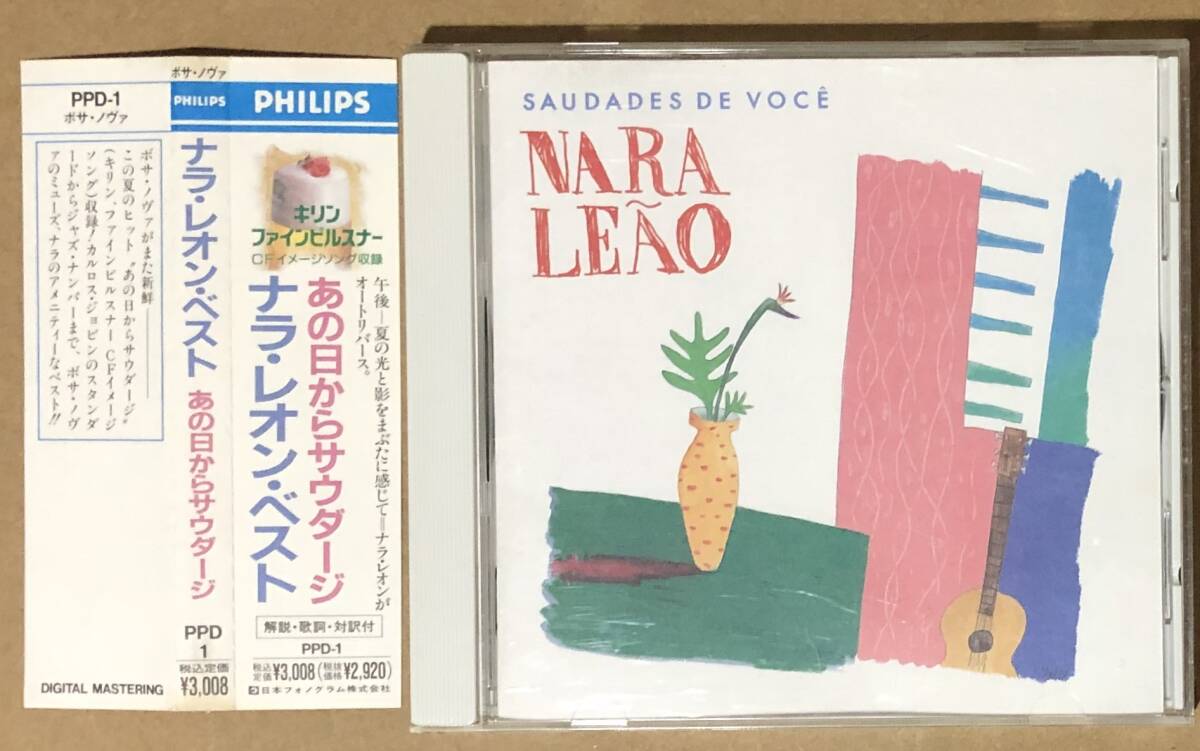 PPD-1
ボサ・ノヴァ
ボサ・ノヴァがまた新鮮────
この夏のヒット〝あの日からサウダージ〟
(キリン、ファインピルスナー CFイメージ
ソング)収録!カルロス・ジョビンのスタンダ
ードからジャズ・ナンバーまで、ボサ・ノヴ
ァのミューズ、ナラのアメニティーなベスト!!
DIGITAL MASTERING
ボサ・ノヴァ
PHILIPS
ナラ・レオン・ベスト あの日からサウダージ
PPD
1
税込定価
¥3,008
PHILIPS
キリン
ファインピルスナー
CFイメージソング収録
午後─夏の光と影をまぶたに感じて=ナラ・レオンが
オートリバース。
あの日からサウダージ
ナラ・レオン・ベスト
解説・歌詞・対訳付
PPD-1
税込定価¥3,008(税抜価格¥2,920)
日本フォノグラム株式会社
SAUDADES DE VOCÊ
NARA
LEÃO